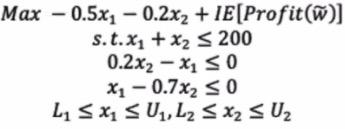 Max − 0.5x₁ − 0.2x₂ + IE[Profit(w̃)]
s.t. x₁ + x₂ ≤ 200
0.2x₂ − x₁ ≤ 0
x₁ − 0.7x₂ ≤ 0
L₁ ≤ x₁ ≤ U₁, L₂ ≤ x₂ ≤ U₂